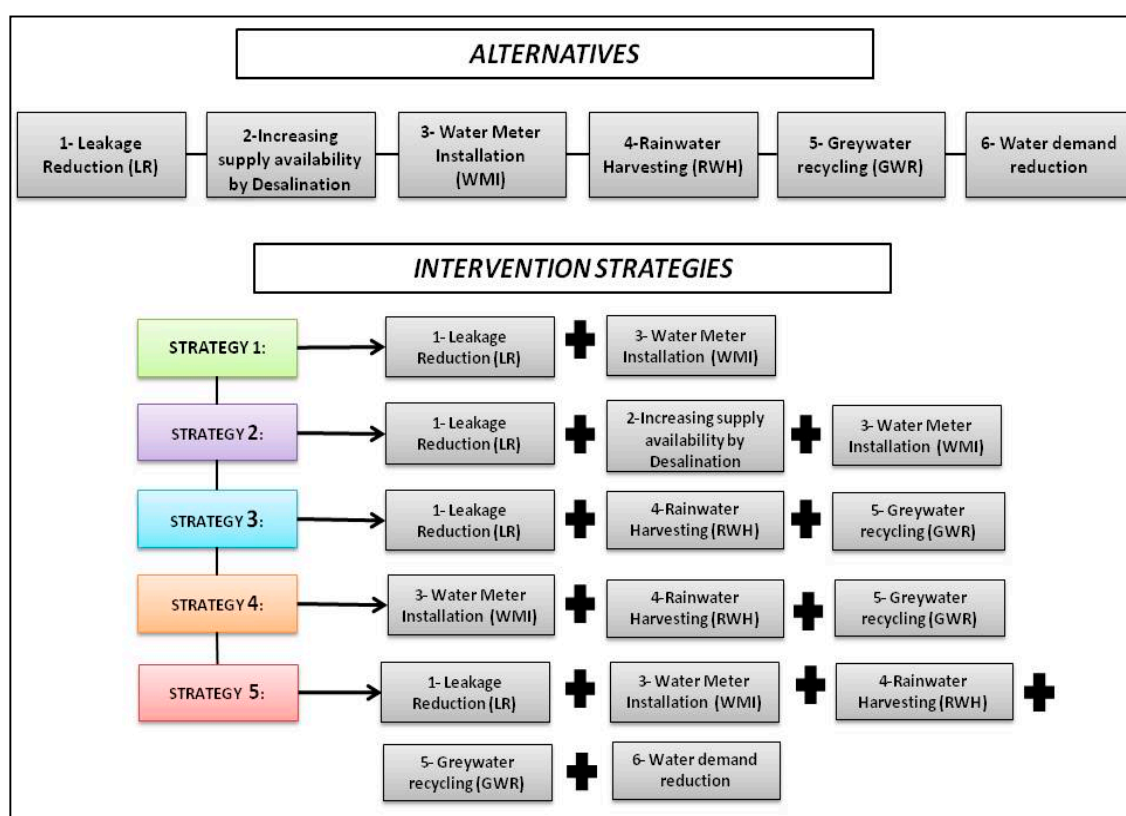 ALTERNATIVES
1- Leakage
Reduction (LR)
2-Increasing
supply availability
by Desalination
3- Water Meter
Installation
(WMI)
4-Rainwater
Harvesting (RWH)
5- Greywater
recycling (GWR)
6- Water demand
reduction
INTERVENTION STRATEGIES
STRATEGY 1:
1- Leakage
Reduction (LR)
3- Water Meter
Installation (WMI)
STRATEGY 2:
1- Leakage
Reduction (LR)
2-Increasing supply
availability by
Desalination
3- Water Meter
Installation (WMI)
STRATEGY 3:
1- Leakage
Reduction (LR)
4-Rainwater
Harvesting (RWH)
5- Greywater
recycling (GWR)
STRATEGY 4:
3- Water Meter
Installation (WMI)
4-Rainwater
Harvesting (RWH)
5- Greywater
recycling (GWR)
STRATEGY 5:
1- Leakage
Reduction (LR)
3- Water Meter
Installation (WMI)
4-Rainwater
Harvesting (RWH)
5- Greywater
recycling (GWR)
6- Water demand
reduction